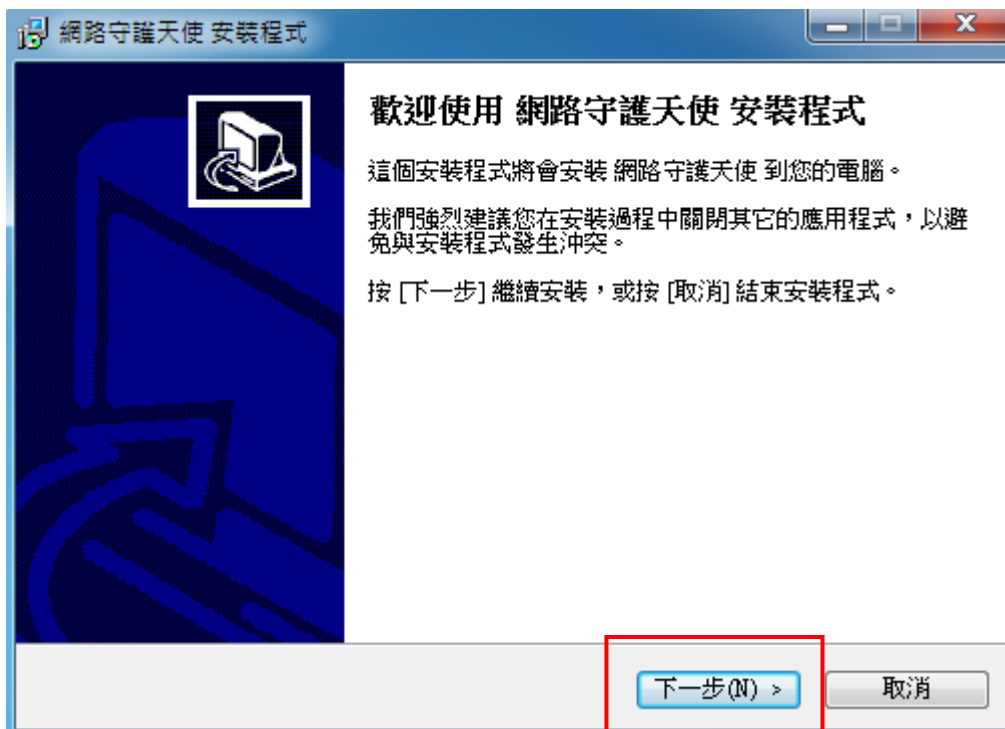 網路守護天使 安裝程式
歡迎使用 網路守護天使 安裝程式
這個安裝程式將會安裝 網路守護天使 到您的電腦。
我們強烈建議您在安裝過程中關閉其它的應用程式，以避
免與安裝程式發生沖突。
按 [下一步] 繼續安裝，或按 [取消] 結束安裝程式。
下一步(N) >
取消